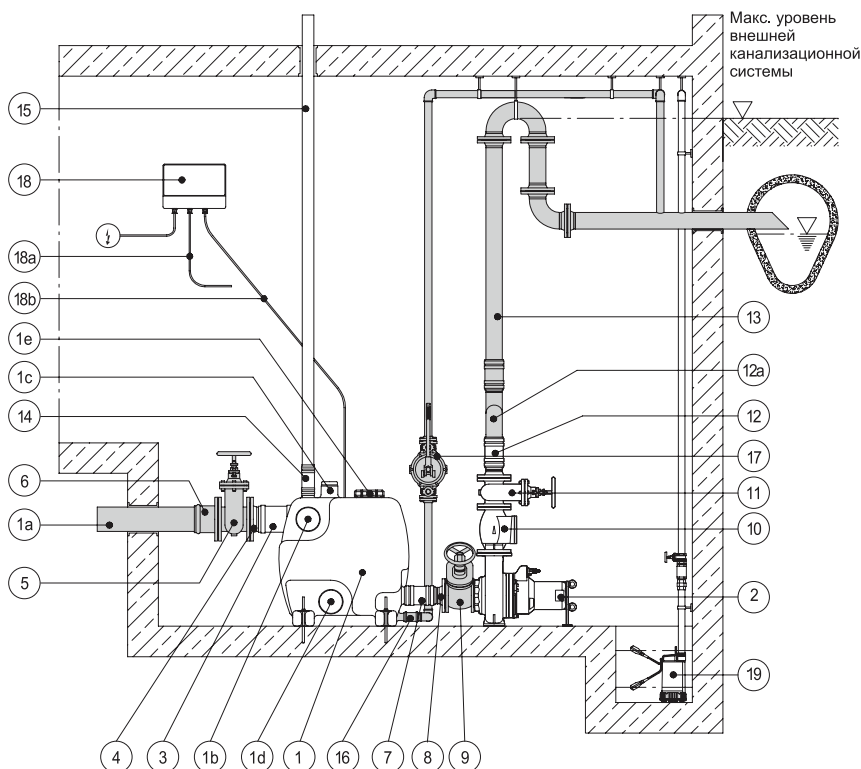 Макс. уровень
внешней
канализационной
системы
15
18
18a
18b
1e
1c
14
6
1a
5
13
12a
12
17
11
10
2
19
4
3
1b
1d
1
16
7
8
9